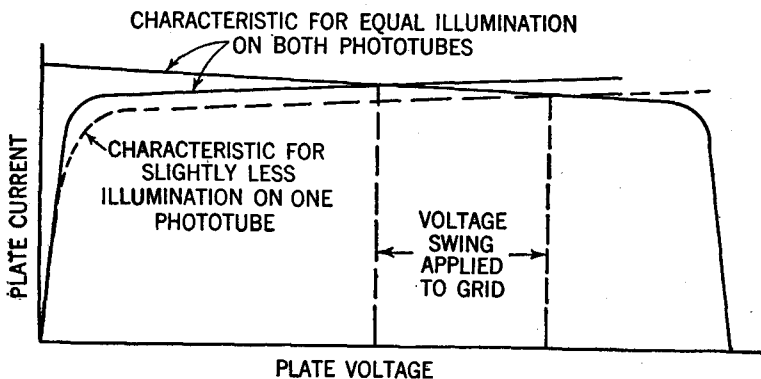 CHARACTERISTIC FOR EQUAL ILLUMINATION
ON BOTH PHOTOTUBES
CHARACTERISTIC FOR
SLIGHTLY LESS
ILLUMINATION ON ONE
PHOTOTUBE
VOLTAGE
SWING
APPLIED
TO GRID
PLATE CURRENT
PLATE VOLTAGE